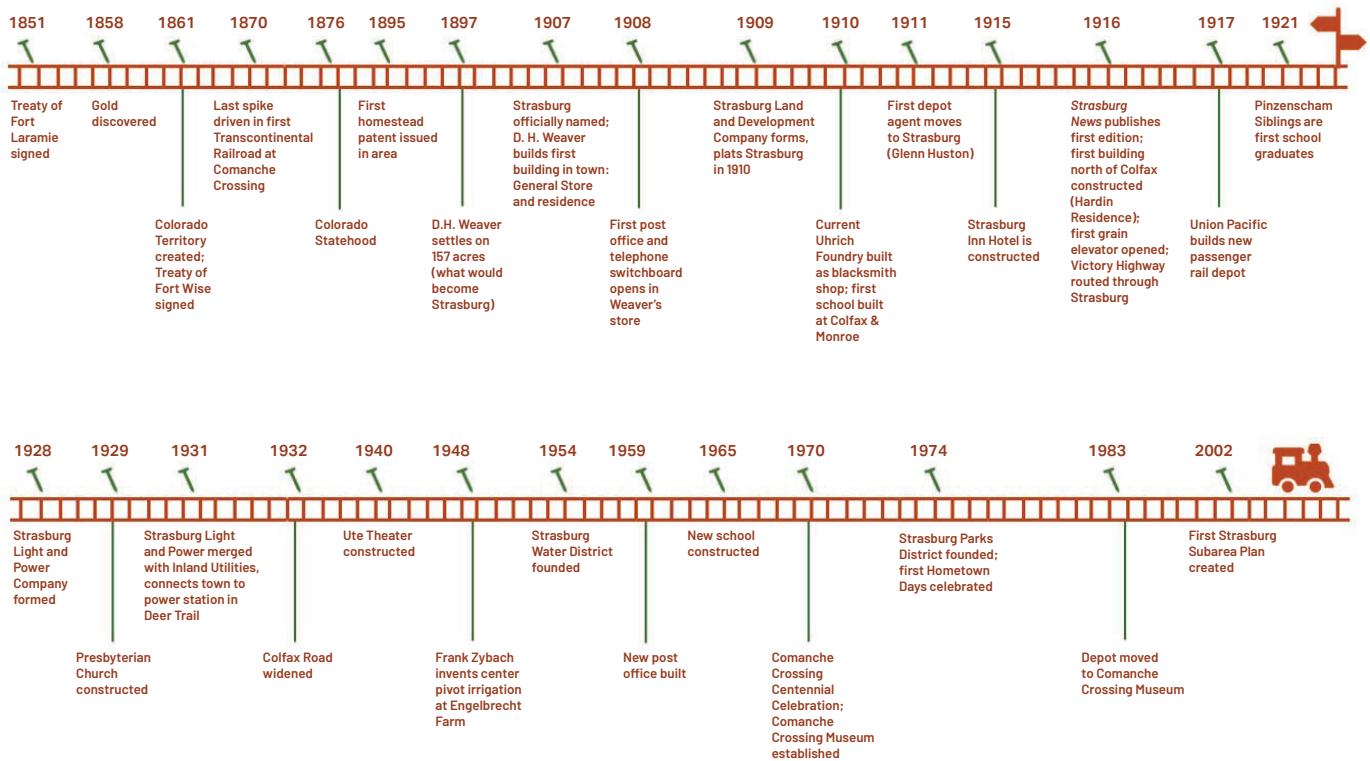 1851
1858
1861
1870
1876
1895
1897
1907
1908
1909
1910
1911
1915
1916
1917
1921
Treaty of
Fort
Laramie
signed
Gold
discovered
Colorado
Territory
created;
Treaty of
Fort Wise
signed
Last spike
driven in first
Transcontinental
Railroad at
Comanche
Crossing
Colorado
Statehood
First
homestead
patent issued
in area
D.H. Weaver
settles on
157 acres
(what would
become
Strasburg)
Strasburg
officially named;
D. H. Weaver
builds first
building in town:
General Store
and residence
First post
office and
telephone
switchboard
opens in
Weaver's
store
Strasburg Land
and Development
Company forms,
plats Strasburg
in 1910
Current
Uhrich
Foundry built
as blacksmith
shop; first
school built
at Colfax &
Monroe
First depot
agent moves
to Strasburg
(Glenn Huston)
Strasburg
Inn Hotel is
constructed
Strasburg
News publishes
first edition;
first building
north of Colfax
constructed
(Hardin
Residence);
first grain
elevator opened;
Victory Highway
routed through
Strasburg
Union Pacific
builds new
passenger
rail depot
Pinzenscham
Siblings are
first school
graduates
1928
1929
1931
1932
1940
1948
1954
1959
1965
1970
1974
1983
2002
Strasburg
Light and
Power
Company
formed
Presbyterian
Church
constructed
Strasburg Light
and Power merged
with Inland Utilities,
connects town to
power station in
Deer Trail
Colfax Road
widened
Ute Theater
constructed
Frank Zybach
invents center
pivot irrigation
at Engelbrecht
Farm
Strasburg
Water District
founded
New post
office built
New school
constructed
Comanche
Crossing
Centennial
Celebration;
Comanche
Crossing Museum
established
Strasburg Parks
District founded;
first Hometown
Days celebrated
Depot moved
to Comanche
Crossing Museum
First Strasburg
Subarea Plan
created